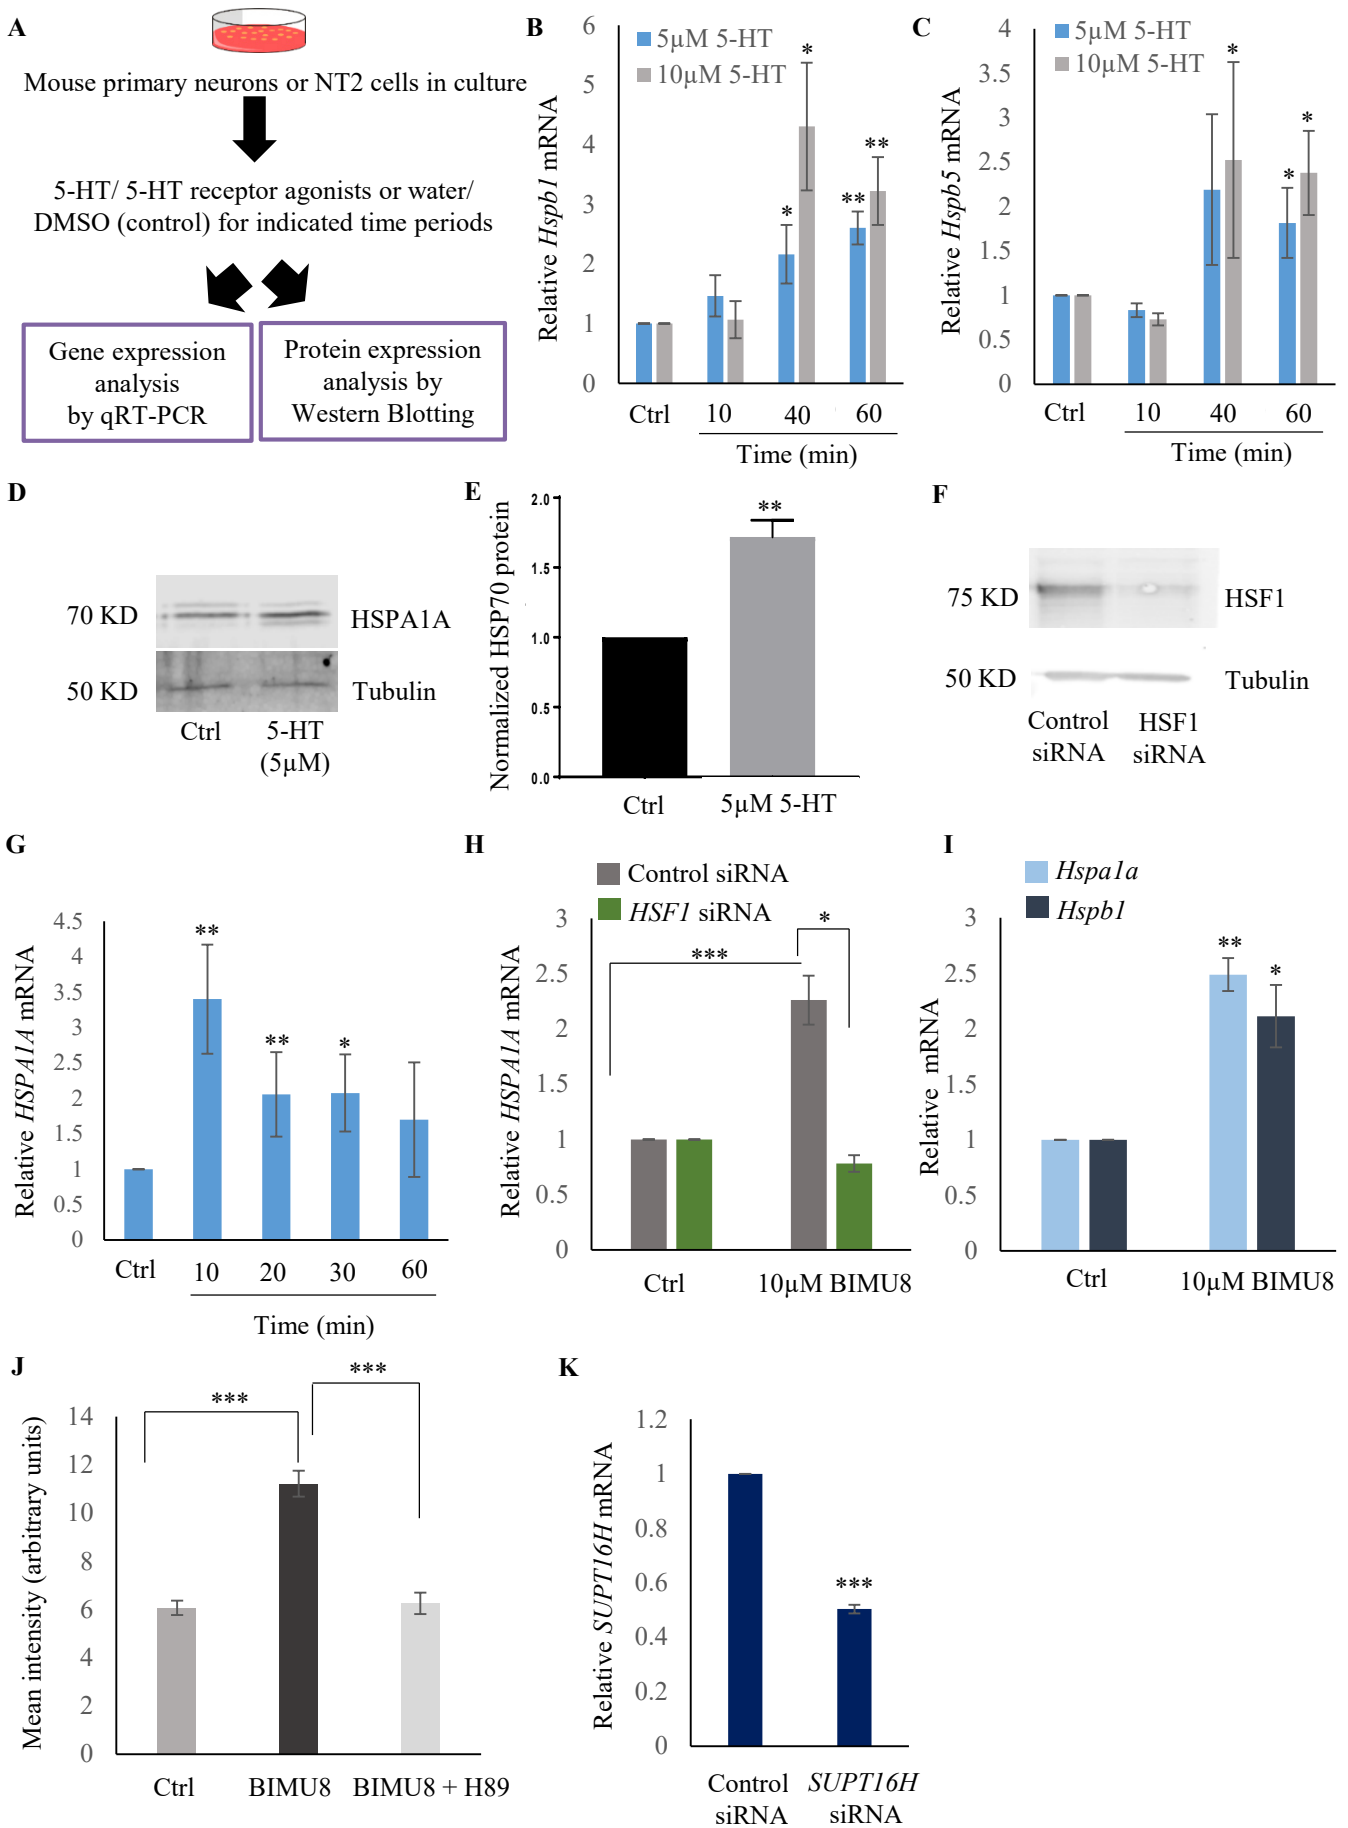 A
Mouse primary neurons or NT2 cells in culture
5-HT/ 5-HT receptor agonists or water/
DMSO (control) for indicated time periods
Gene expression
analysis
by qRT-PCR
Protein expression
analysis by
Western Blotting
B
5µM 5-HT
10µM 5-HT
Relative Hspb1 mRNA
6
5
4
3
2
1
0
*
*
**
**
Ctrl 10 40 60
Time (min)
C
5µM 5-HT
10µM 5-HT
Relative Hspb5 mRNA
4
3.5
3
2.5
2
1.5
1
0.5
0
*
*
*
Ctrl 10 40 60
Time (min)
D
70 KD HSPA1A
50 KD Tubulin
Ctrl 5-HT
(5µM)
E
Normalized HSP70 protein
2.0
1.5
1.0
0.5
0.0
**
Ctrl 5µM 5-HT
F
75 KD HSF1
50 KD Tubulin
Control
siRNA
HSF1
siRNA
G
Relative HSPA1A mRNA
4.5
4
3.5
3
2.5
2
1.5
1
0.5
0
**
**
*
Ctrl 10 20 30 60
Time (min)
H
Control siRNA
HSF1 siRNA
Relative HSPA1A mRNA
3
2.5
2
1.5
1
0.5
0
***
*
Ctrl 10µM BIMU8
I
Hspa1a
Hspb1
Relative mRNA
3
2.5
2
1.5
1
0.5
0
**
*
Ctrl 10µM BIMU8
J
Mean intensity (arbitrary units)
14
12
10
8
6
4
2
0
***
***
Ctrl BIMU8 BIMU8 + H89
K
Relative SUPT16H mRNA
1.2
1
0.8
0.6
0.4
0.2
0
***
Control
siRNA
SUPT16H
siRNA